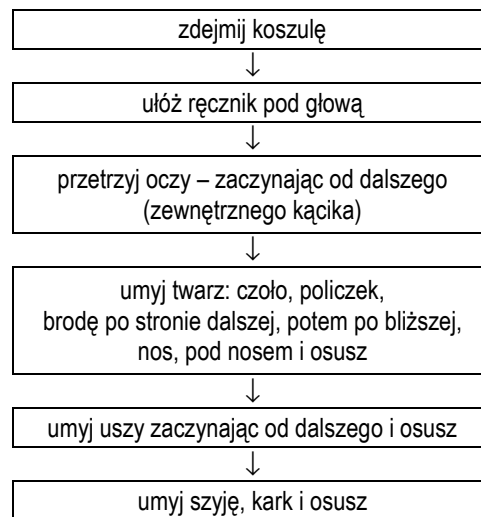 zdejmij koszulę
↓
ułóż ręcznik pod głową
↓
przetrzyj oczy – zaczynając od dalszego
(zewnętrznego kącika)
↓
umyj twarz: czoło, policzek,
brodę po stronie dalszej, potem po bliższej,
nos, pod nosem i osusz
↓
umyj uszy zaczynając od dalszego i osusz
↓
umyj szyję, kark i osusz